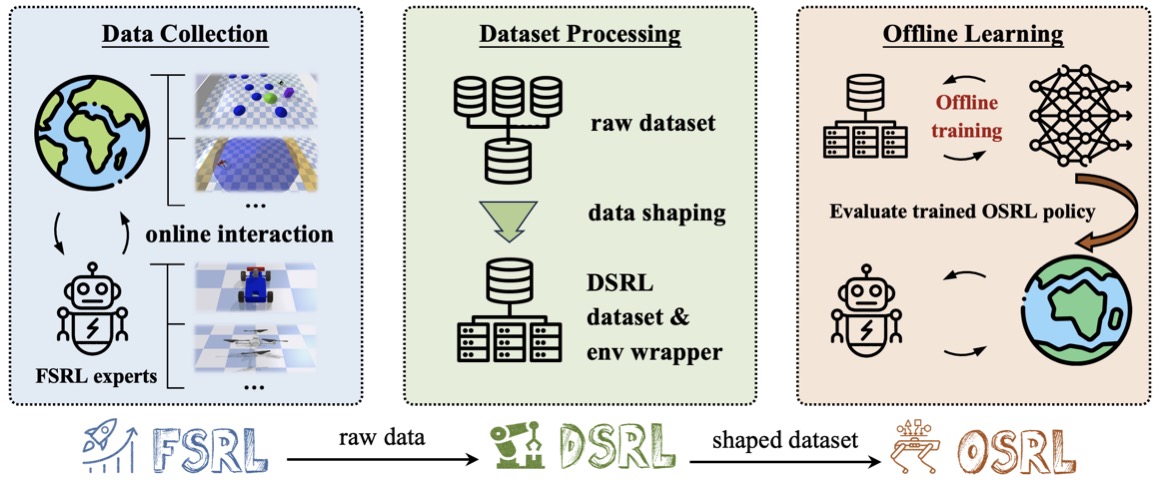 Data Collection
online interaction
FSRL experts
...
...
Dataset Processing
raw dataset
data shaping
DSRL
dataset &
env wrapper
Offline Learning
Offline
training
Evaluate trained OSRL policy
FSRL
raw data
DSRL
shaped dataset
OSRL